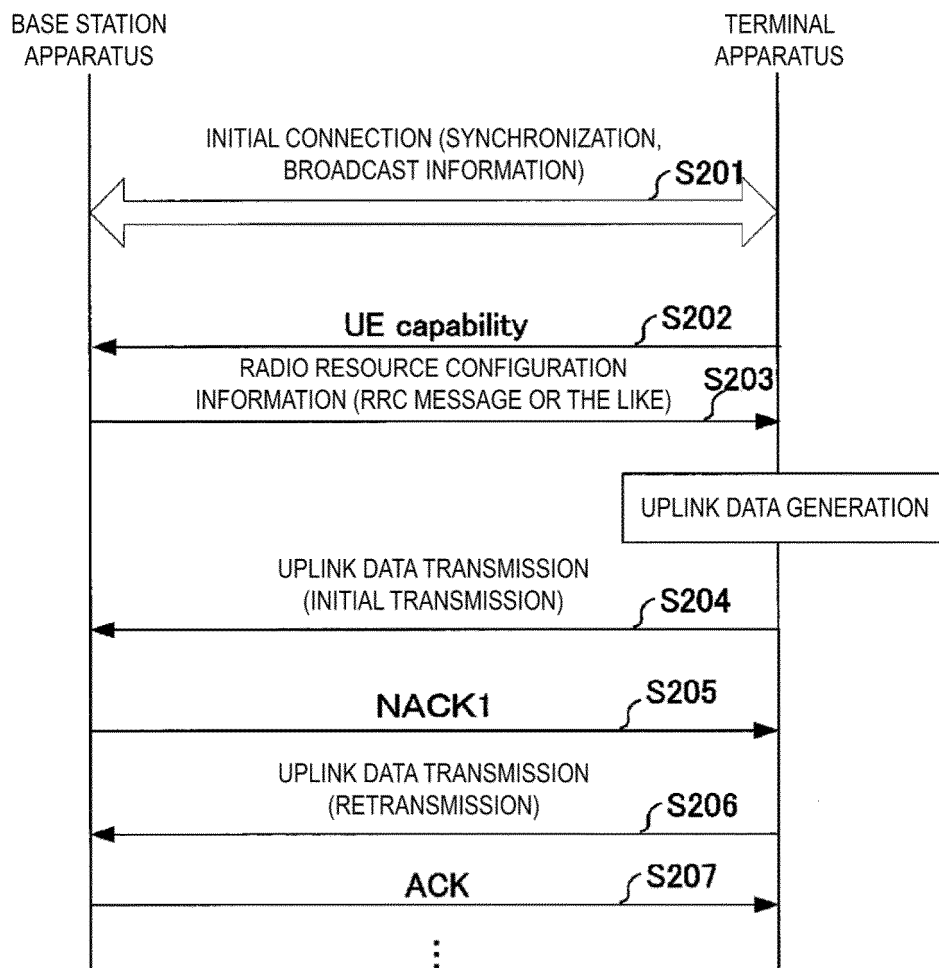 BASE STATION
APPARATUS
TERMINAL
APPARATUS
INITIAL CONNECTION (SYNCHRONIZATION,
BROADCAST INFORMATION)
S201
UE capability
S202
RADIO RESOURCE CONFIGURATION
INFORMATION (RRC MESSAGE OR THE LIKE)
S203
UPLINK DATA GENERATION
UPLINK DATA TRANSMISSION
(INITIAL TRANSMISSION)
S204
NACK1
S205
UPLINK DATA TRANSMISSION
(RETRANSMISSION)
S206
ACK
S207